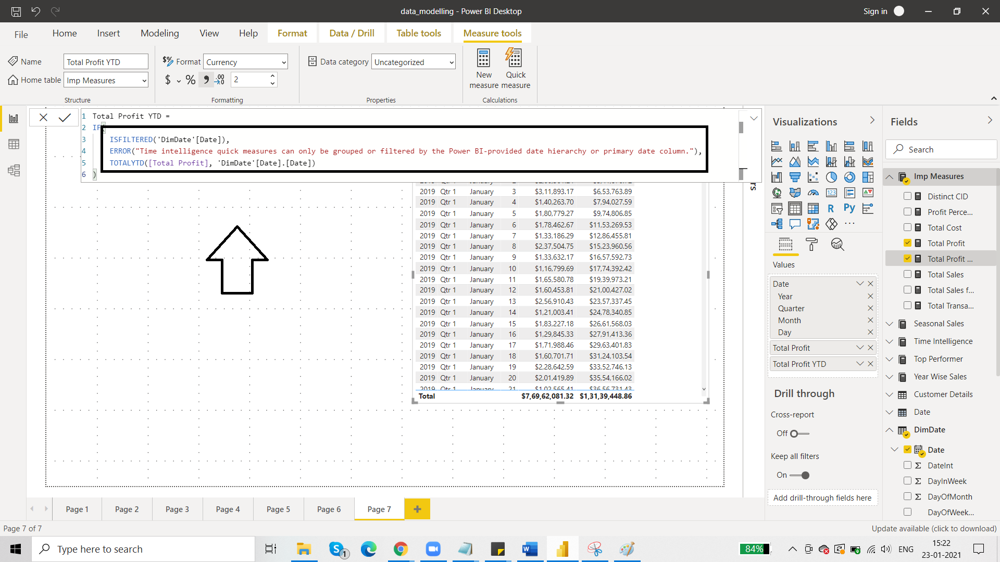 data_modelling - Power BI Desktop
Sign in
File Home Insert Modeling View Help Format Data / Drill Table tools Measure tools
Name Total Profit YTD
Home table Imp Measures
Structure
$% Format Currency
$ % , .00 2
Formatting
Data category Uncategorized
Properties
New measure
Quick measure
Calculations
1 Total Profit YTD =
2 IF(
3 ISFILTERED('DimDate'[Date]),
4 ERROR("Time intelligence quick measures can only be grouped or filtered by the Power BI-provided date hierarchy or primary date column."),
5 TOTALYTD([Total Profit], 'DimDate'[Date].[Date])
6 )
2019 Qtr 1 January 3 $3,11,893.17 $6,53,763.89
2019 Qtr 1 January 4 $1,40,263.70 $7,94,027.59
2019 Qtr 1 January 5 $1,80,779.27 $9,74,806.85
2019 Qtr 1 January 6 $1,78,462.67 $11,53,269.53
2019 Qtr 1 January 7 $1,33,186.29 $12,86,455.81
2019 Qtr 1 January 8 $2,37,504.75 $15,23,960.56
2019 Qtr 1 January 9 $1,33,632.17 $16,57,592.73
2019 Qtr 1 January 10 $1,16,799.69 $17,74,392.42
2019 Qtr 1 January 11 $1,65,580.78 $19,39,973.21
2019 Qtr 1 January 12 $1,60,453.81 $21,00,427.02
2019 Qtr 1 January 13 $2,56,910.43 $23,57,337.45
2019 Qtr 1 January 14 $1,21,003.41 $24,78,340.85
2019 Qtr 1 January 15 $1,83,227.18 $26,61,568.03
2019 Qtr 1 January 16 $1,29,845.33 $27,91,413.36
2019 Qtr 1 January 17 $1,71,988.46 $29,63,401.83
2019 Qtr 1 January 18 $1,60,701.71 $31,24,103.54
2019 Qtr 1 January 19 $2,28,642.59 $33,52,746.13
2019 Qtr 1 January 20 $2,01,419.89 $35,54,166.02
2019 Qtr 1 January 21 $1,02,565.41 $36,56,731.43
Total $7,69,62,081.32 $1,31,39,448.86
rs
Visualizations
123
R Py
...
Values
Date
Year
Quarter
Month
Day
Total Profit
Total Profit YTD
Drill through
Cross-report
Off
Keep all filters
On
Add drill-through fields here
Fields
Search
Imp Measures
Distinct CID
Profit Perce...
Total Cost
Total Profit
Total Profit ...
Total Sales
Total Sales f...
Total Transa...
Seasonal Sales
Time Intelligence
Top Performer
Year Wise Sales
Customer Details
Date
DimDate
Date
DateInt
DayInWeek
DayOfMonth
DayOfWeek...
Page 1 Page 2 Page 3 Page 4 Page 5 Page 6 Page 7 +
Page 7 of 7
Update available (click to download)
Type here to search
S 1
W
84%
ENG
15:22
23-01-2021